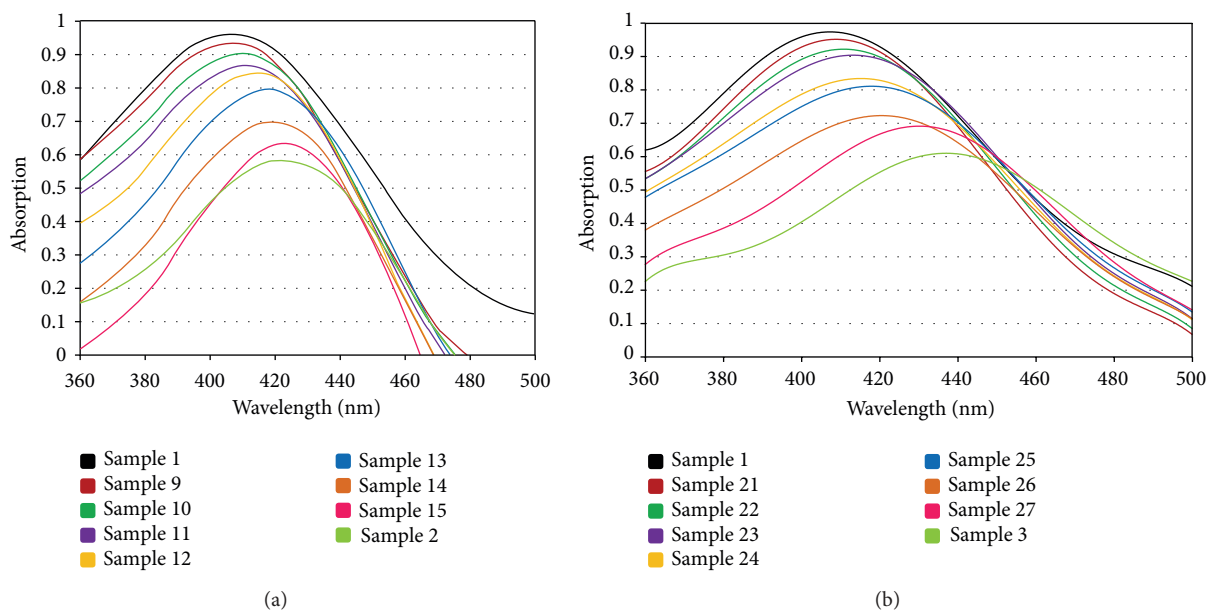 1
0.9
0.8
0.7
0.6
0.5
0.4
0.3
0.2
0.1
0
Absorption
360 380 400 420 440 460 480 500
Wavelength (nm)
Sample 1
Sample 9
Sample 10
Sample 11
Sample 12
Sample 13
Sample 14
Sample 15
Sample 2
(a)
1
0.9
0.8
0.7
0.6
0.5
0.4
0.3
0.2
0.1
0
Absorption
360 380 400 420 440 460 480 500
Wavelength (nm)
Sample 1
Sample 21
Sample 22
Sample 23
Sample 24
Sample 25
Sample 26
Sample 27
Sample 3
(b)